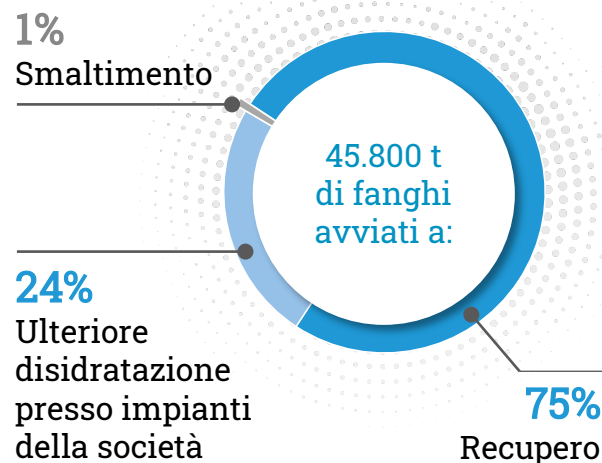 1%
Smaltimento
45.800 t
di fanghi
avviati a:
24%
Ulteriore
disidratazione
presso impianti
della società
75%
Recupero